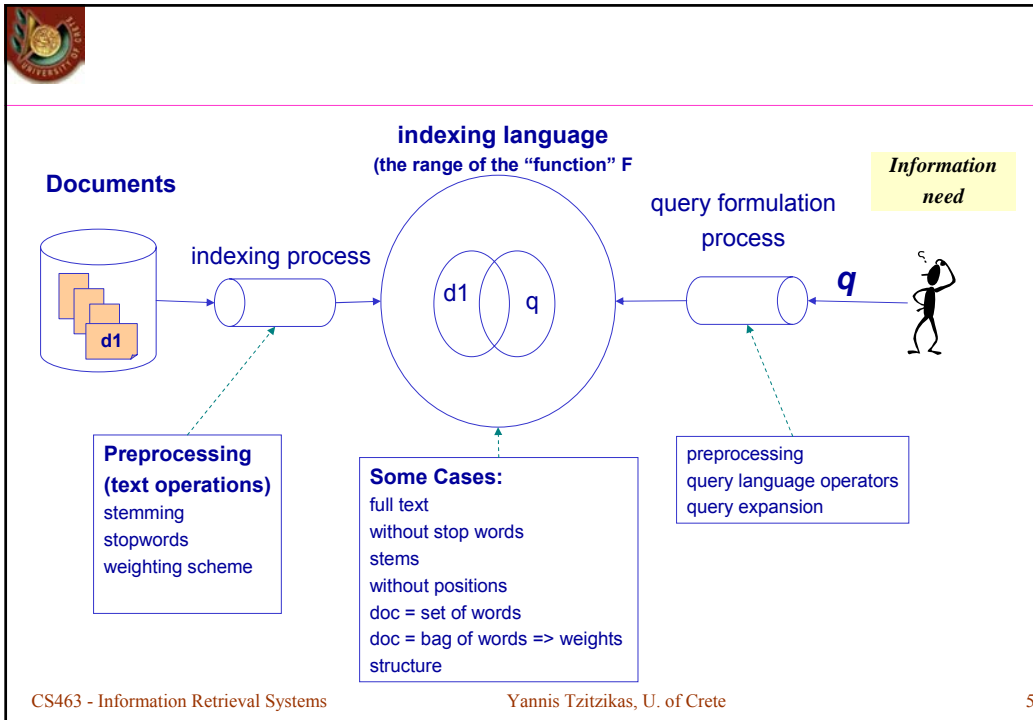 UNIVERSITY OF CRETE
indexing language
(the range of the “function” F
Documents
Information
need
query formulation
process
indexing process
d1
q
q
d1
Preprocessing
(text operations)
stemming
stopwords
weighting scheme
Some Cases:
full text
without stop words
stems
without positions
doc = set of words
doc = bag of words => weights
structure
preprocessing
query language operators
query expansion
CS463 - Information Retrieval Systems
Yannis Tzitzikas, U. of Crete
5